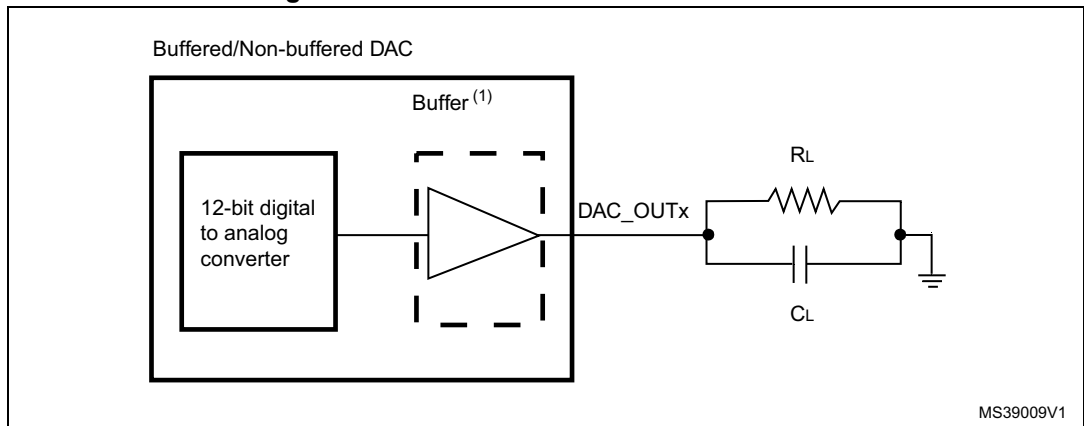 Buffered/Non-buffered DAC
Buffer (1)
12-bit digital
to analog
converter
DAC_OUTx
RL
CL
MS39009V1